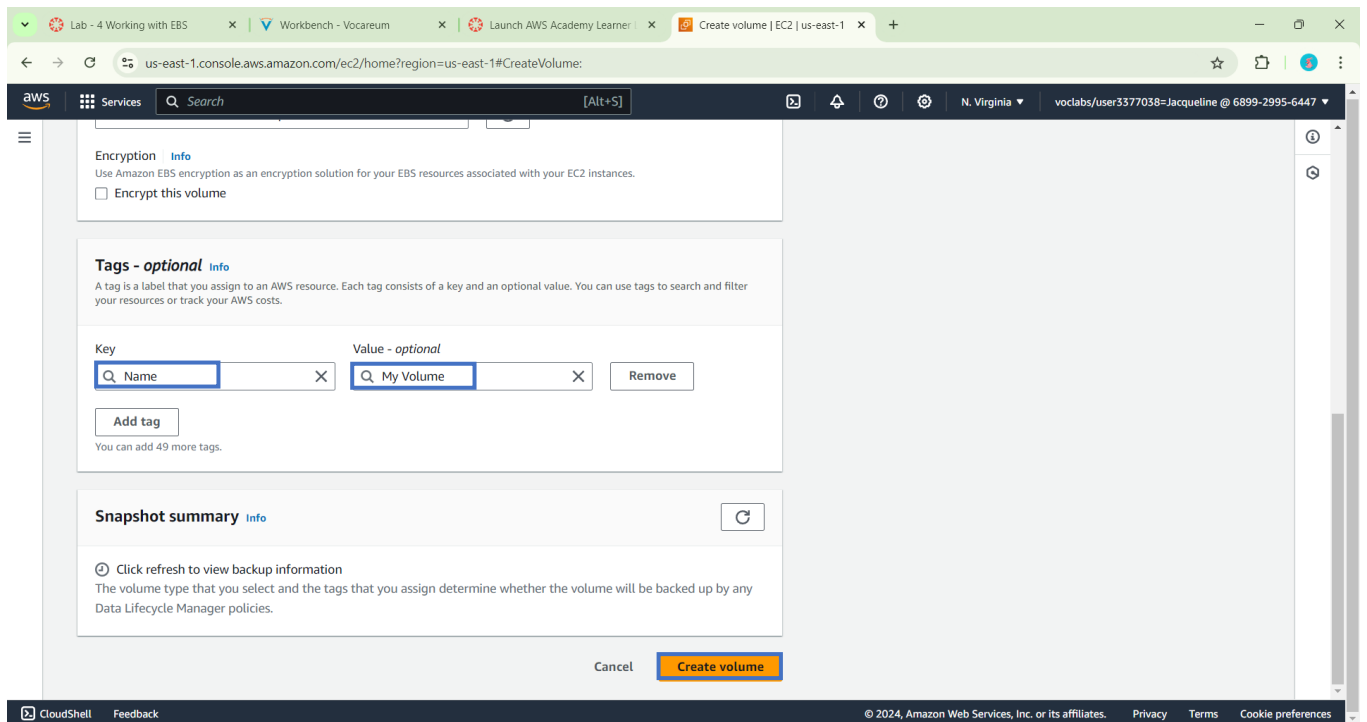 Lab - 4 Working with EBS
Workbench - Vocareum
Launch AWS Academy Learner
Create volume | EC2 | us-east-1
us-east-1.console.aws.amazon.com/ec2/home?region=us-east-1#CreateVolume:
aws
Services
Search
[Alt+S]
N. Virginia
voclabs/user3377038=Jacqueline @ 6899-2995-6447
Encryption Info
Use Amazon EBS encryption as an encryption solution for your EBS resources associated with your EC2 instances.
Encrypt this volume
Tags - optional Info
A tag is a label that you assign to an AWS resource. Each tag consists of a key and an optional value. You can use tags to search and filter
your resources or track your AWS costs.
Key
Value - optional
Name
My Volume
Remove
Add tag
You can add 49 more tags.
Snapshot summary Info
Click refresh to view backup information
The volume type that you select and the tags that you assign determine whether the volume will be backed up by any
Data Lifecycle Manager policies.
Cancel
Create volume
CloudShell
Feedback
© 2024, Amazon Web Services, Inc. or its affiliates.
Privacy
Terms
Cookie preferences